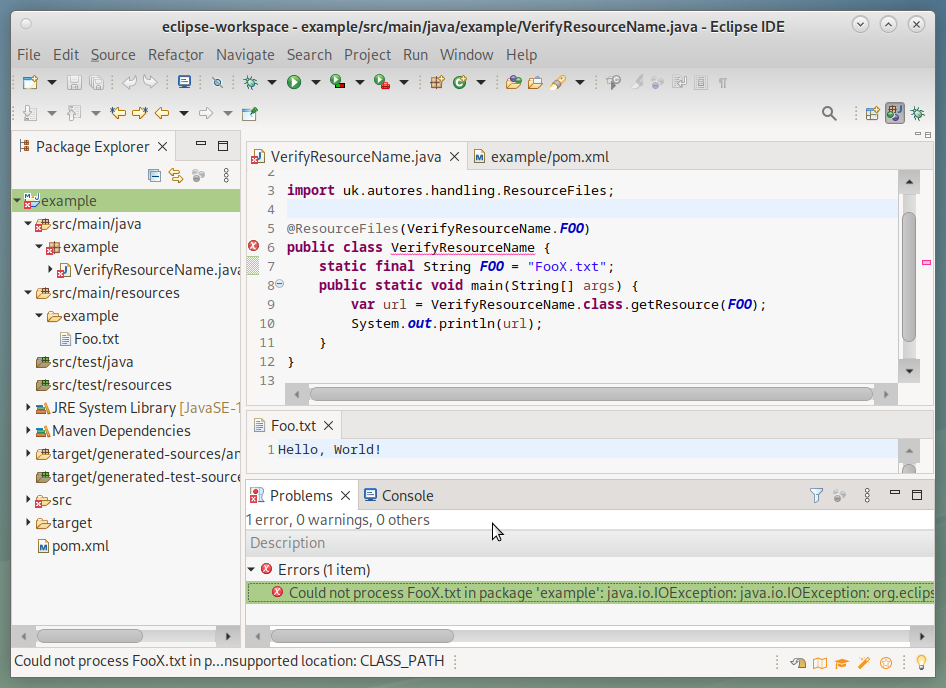 eclipse-workspace - example/src/main/java/example/VerifyResourceName.java - Eclipse IDE
File Edit Source Refactor Navigate Search Project Run Window Help
Package Explorer
example
src/main/java
example
VerifyResourceName.java
src/main/resources
example
Foo.txt
src/test/java
src/test/resources
JRE System Library [JavaSE-1
Maven Dependencies
target/generated-sources/an
target/generated-test-source
src
target
pom.xml
VerifyResourceName.java example/pom.xml
2
3 import uk.autores.handling.ResourceFiles;
4
5 @ResourceFiles(VerifyResourceName.FOO)
6 public class VerifyResourceName {
7 static final String FOO = "FooX.txt";
8 public static void main(String[] args) {
9 var url = VerifyResourceName.class.getResource(FOO);
10 System.out.println(url);
11 }
12 }
13
Foo.txt
1 Hello, World!
Problems Console
1 error, 0 warnings, 0 others
Description
Errors (1 item)
Could not process FooX.txt in package 'example': java.io.IOException: java.io.IOException: org.eclips
Could not process FooX.txt in p...nsupported location: CLASS_PATH